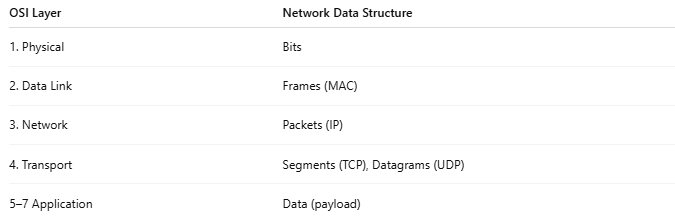 OSI Layer Network Data Structure
1. Physical Bits
2. Data Link Frames (MAC)
3. Network Packets (IP)
4. Transport Segments (TCP), Datagrams (UDP)
5–7 Application Data (payload)